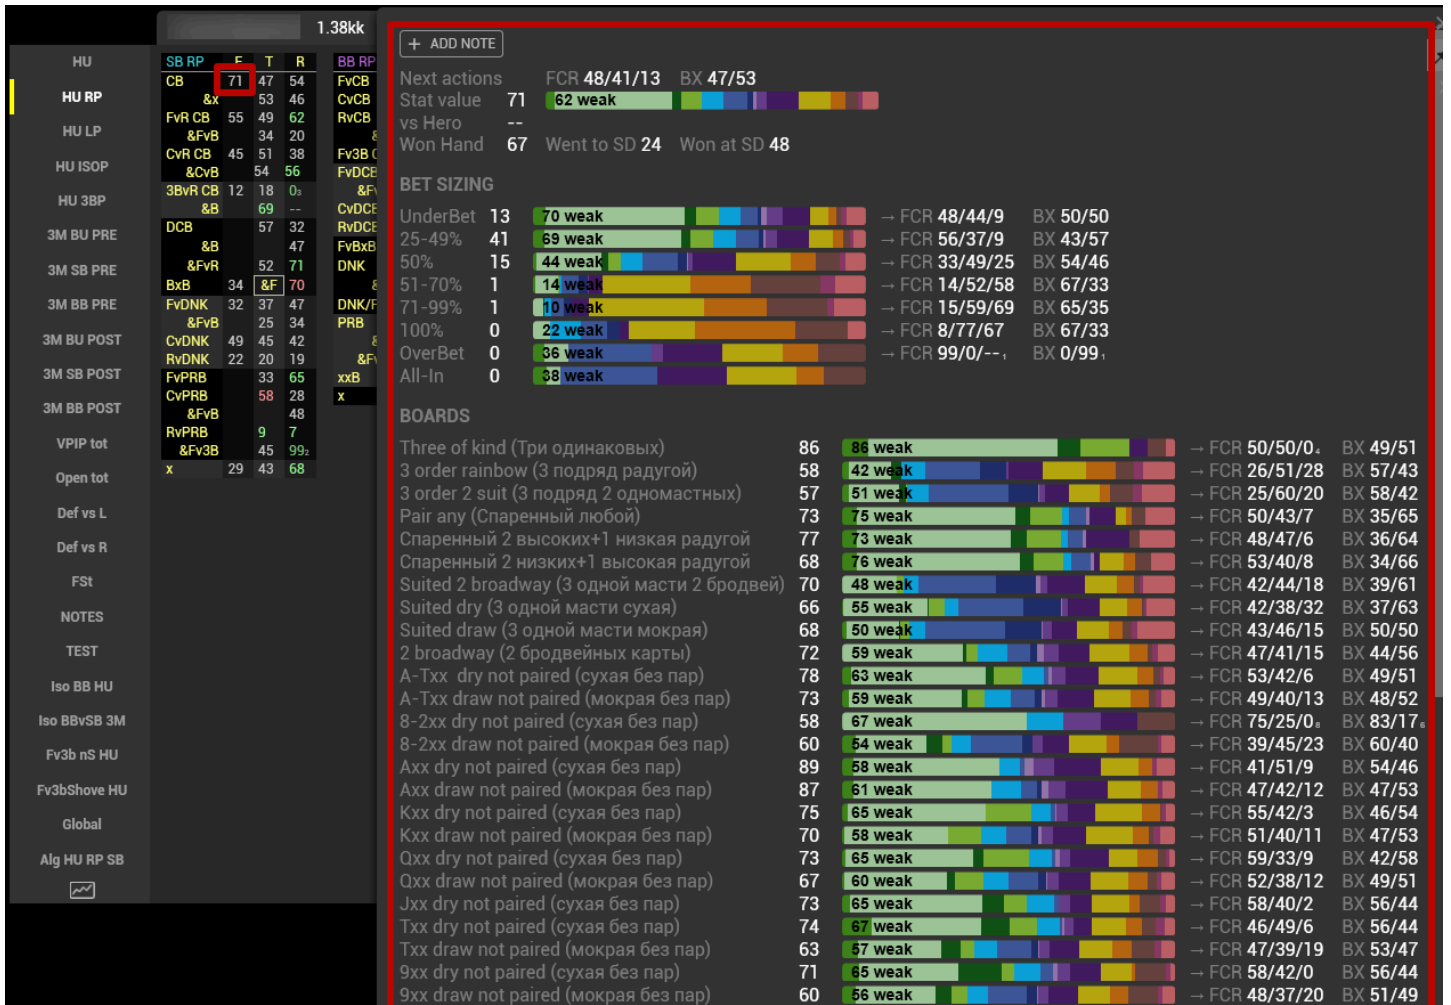 1.38kk
HU
HU RP
HU LP
HU ISOP
HU 3BP
3M BU PRE
3M SB PRE
3M BB PRE
3M BU POST
3M SB POST
3M BB POST
VPIP tot
Open tot
Def vs L
Def vs R
FSt
NOTES
TEST
Iso BB HU
Iso BBvSB 3M
Fv3b nS HU
Fv3bShove HU
Global
Alg HU RP SB
SB RP F T R
CB 71 47 54
&x 53 46
FvR CB 55 49 62
&FvB 34 20
CvR CB 45 51 38
&CvB 54 56
3BvR CB 12 18 0₃
&B 69 --
DCB 57 32
&B 47
&FvR 52 71
BxB 34 &F 70
FvDNK 32 37 47
&FvB 25 34
CvDNK 49 45 42
RvDNK 22 20 19
FvPRB 33 65
CvPRB 58 28
&FvB 48
RvPRB 9 7
&Fv3B 45 99₂
x 29 43 68
BB RP
FvCB
CvCB
RvCB
Fv3B
FvDCB
CvDCB
RvDCB
FvBxB
DNK
DNK/F
PRB
xxB
x
+ ADD NOTE
Next actions FCR 48/41/13 BX 47/53
Stat value 71 62 weak
vs Hero --
Won Hand 67 Went to SD 24 Won at SD 48
BET SIZING
UnderBet 13 70 weak → FCR 48/44/9 BX 50/50
25-49% 41 69 weak → FCR 56/37/9 BX 43/57
50% 15 44 weak → FCR 33/49/25 BX 54/46
51-70% 1 14 weak → FCR 14/52/58 BX 67/33
71-99% 1 10 weak → FCR 15/59/69 BX 65/35
100% 0 22 weak → FCR 8/77/67 BX 67/33
OverBet 0 36 weak → FCR 99/0/--₁ BX 0/99₁
All-In 0 38 weak
BOARDS
Three of kind (Три одинаковых) 86 86 weak → FCR 50/50/0₄ BX 49/51
3 order rainbow (3 подряд радугой) 58 42 weak → FCR 26/51/28 BX 57/43
3 order 2 suit (3 подряд 2 одномастных) 57 51 weak → FCR 25/60/20 BX 58/42
Pair any (Спаренный любой) 73 75 weak → FCR 50/43/7 BX 35/65
Спаренный 2 высоких+1 низкая радугой 77 73 weak → FCR 48/47/6 BX 36/64
Спаренный 2 низких+1 высокая радугой 68 76 weak → FCR 53/40/8 BX 34/66
Suited 2 broadway (3 одной масти 2 бродвей) 70 48 weak → FCR 42/44/18 BX 39/61
Suited dry (3 одной масти сухая) 66 55 weak → FCR 42/38/32 BX 37/63
Suited draw (3 одной масти мокрая) 68 50 weak → FCR 43/46/15 BX 50/50
2 broadway (2 бродвейных карты) 72 59 weak → FCR 47/41/15 BX 44/56
A-Txx dry not paired (сухая без пар) 78 63 weak → FCR 53/42/6 BX 49/51
A-Txx draw not paired (мокрая без пар) 73 59 weak → FCR 49/40/13 BX 48/52
8-2xx dry not paired (сухая без пар) 58 67 weak → FCR 75/25/0₈ BX 83/17₆
8-2xx draw not paired (мокрая без пар) 60 54 weak → FCR 39/45/23 BX 60/40
Axx dry not paired (сухая без пар) 89 58 weak → FCR 41/51/9 BX 54/46
Axx draw not paired (мокрая без пар) 87 61 weak → FCR 47/42/12 BX 47/53
Kxx dry not paired (сухая без пар) 75 65 weak → FCR 55/42/3 BX 46/54
Kxx draw not paired (мокрая без пар) 70 58 weak → FCR 51/40/11 BX 47/53
Qxx dry not paired (сухая без пар) 73 65 weak → FCR 59/33/9 BX 42/58
Qxx draw not paired (мокрая без пар) 67 60 weak → FCR 52/38/12 BX 49/51
Jxx dry not paired (сухая без пар) 73 65 weak → FCR 58/40/2 BX 56/44
Txx dry not paired (сухая без пар) 74 67 weak → FCR 46/49/6 BX 56/44
Txx draw not paired (мокрая без пар) 63 57 weak → FCR 47/39/19 BX 53/47
9xx dry not paired (сухая без пар) 71 65 weak → FCR 58/42/0 BX 56/44
9xx draw not paired (мокрая без пар) 60 56 weak → FCR 48/37/20 BX 51/49